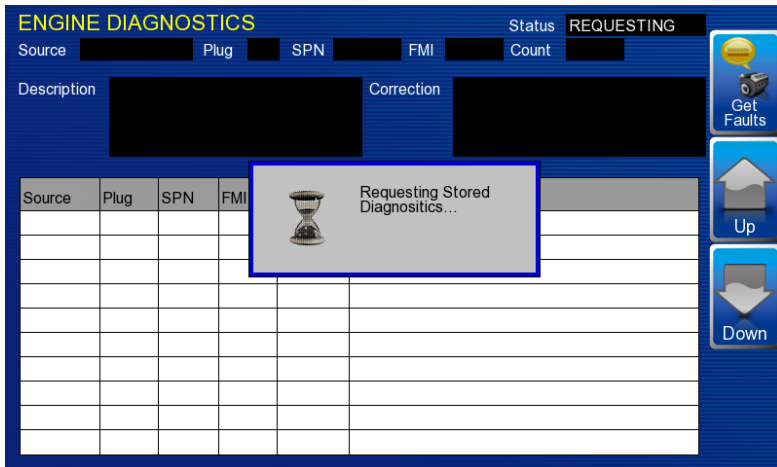 ENGINE DIAGNOSTICS
Status REQUESTING
Source Plug SPN FMI Count
Description Correction
Get
Faults
Source Plug SPN FMI
Requesting Stored
Diagnositics...
Up
Down